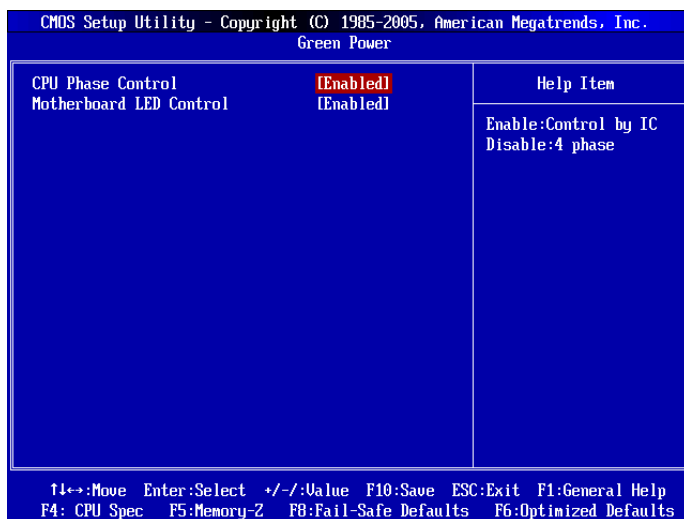 CMOS Setup Utility - Copyright (C) 1985-2005, American Megatrends, Inc.
Green Power
CPU Phase Control [Enabled]
Motherboard LED Control [Enabled]
Help Item
Enable:Control by IC
Disable:4 phase
↑↓↔:Move Enter:Select +/-/:Value F10:Save ESC:Exit F1:General Help
F4: CPU Spec F5:Memory-Z F8:Fail-Safe Defaults F6:Optimized Defaults